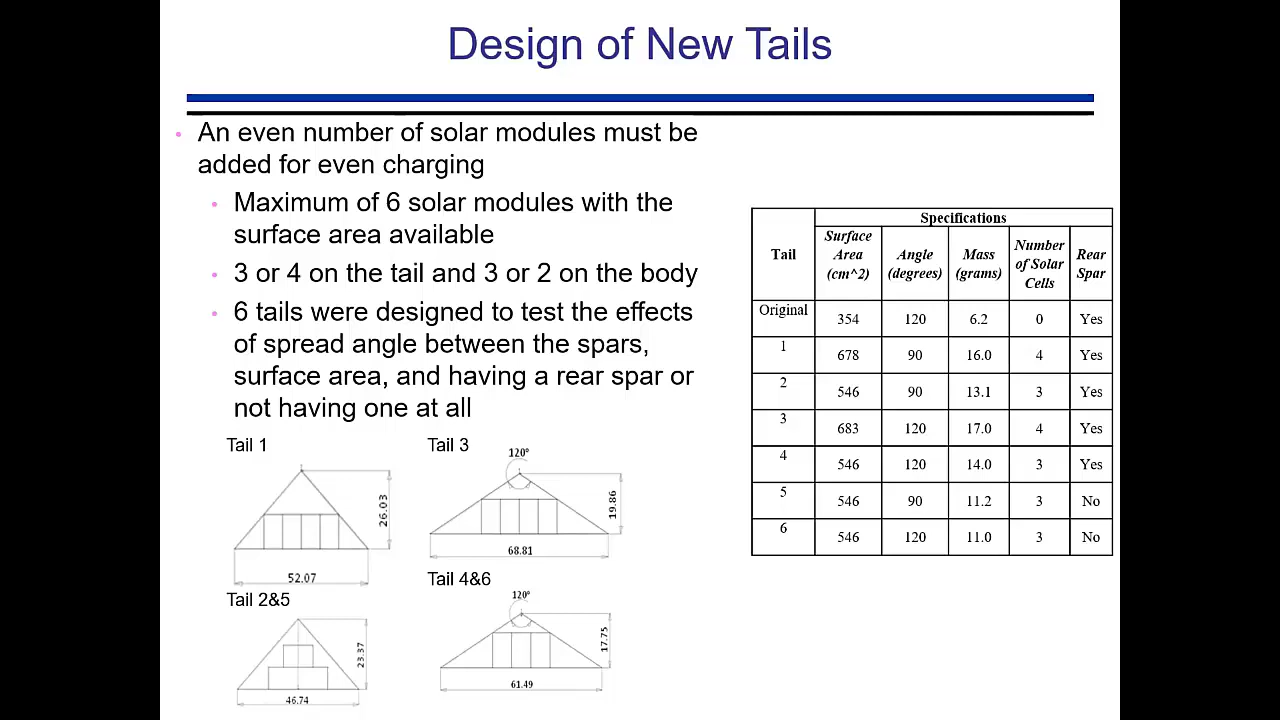 Design of New Tails
• An even number of solar modules must be
added for even charging
• Maximum of 6 solar modules with the
surface area available
• 3 or 4 on the tail and 3 or 2 on the body
• 6 tails were designed to test the effects
of spread angle between the spars,
surface area, and having a rear spar or
not having one at all
Tail 1
26.03
52.07
Tail 3
120°
19.86
68.81
Tail 2&5
23.37
46.74
Tail 4&6
120°
17.75
61.49
Specifications
Tail Surface Area (cm^2) Angle (degrees) Mass (grams) Number of Solar Cells Rear Spar
Original 354 120 6.2 0 Yes
1 678 90 16.0 4 Yes
2 546 90 13.1 3 Yes
3 683 120 17.0 4 Yes
4 546 120 14.0 3 Yes
5 546 90 11.2 3 No
6 546 120 11.0 3 No